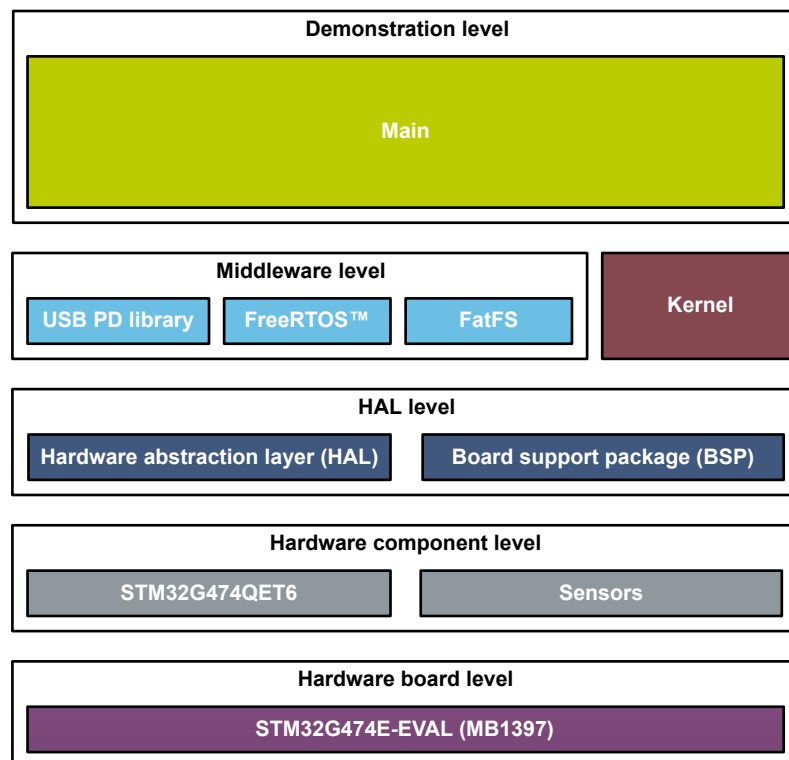 Demonstration level
Main
Middleware level
USB PD library
FreeRTOS™
FatFS
Kernel
HAL level
Hardware abstraction layer (HAL)
Board support package (BSP)
Hardware component level
STM32G474QET6
Sensors
Hardware board level
STM32G474E-EVAL (MB1397)